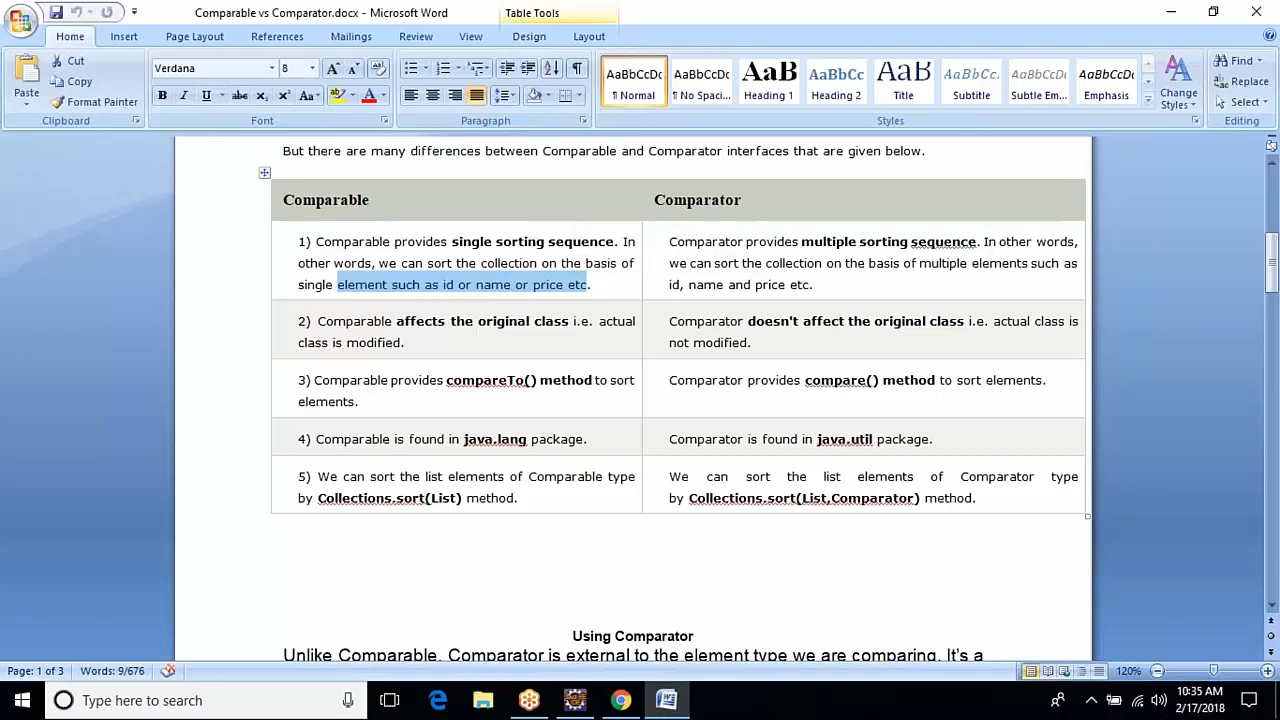 Comparable vs Comparator.docx - Microsoft Word
Table Tools
Home Insert Page Layout References Mailings Review View Design Layout
Paste
Cut
Copy
Format Painter
Clipboard
Verdana 8
Font
Paragraph
AaBbCcDc AaBbCcDc AaB AaBbCc AaB AaBbCc. AaBbCcDc AaBbCcDc
¶ Normal ¶ No Spaci... Heading 1 Heading 2 Title Subtitle Subtle Em... Emphasis
Change Styles
Styles
Find
Replace
Select
Editing
But there are many differences between Comparable and Comparator interfaces that are given below.
Comparable
Comparator
1) Comparable provides single sorting sequence. In
other words, we can sort the collection on the basis of
single element such as id or name or price etc.
Comparator provides multiple sorting sequence. In other words,
we can sort the collection on the basis of multiple elements such as
id, name and price etc.
2) Comparable affects the original class i.e. actual
class is modified.
Comparator doesn't affect the original class i.e. actual class is
not modified.
3) Comparable provides compareTo() method to sort
elements.
Comparator provides compare() method to sort elements.
4) Comparable is found in java.lang package.
Comparator is found in java.util package.
5) We can sort the list elements of Comparable type
by Collections.sort(List) method.
We can sort the list elements of Comparator type
by Collections.sort(List,Comparator) method.
Using Comparator
Unlike Comparable, Comparator is external to the element type we are comparing. It's a
Page: 1 of 3 Words: 9/676
120%
Type here to search
10:35 AM
2/17/2018